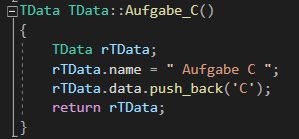 TData TData::Aufgabe_C()
{
TData rTData;
rTData.name = " Aufgabe C ";
rTData.data.push_back('C');
return rTData;
}